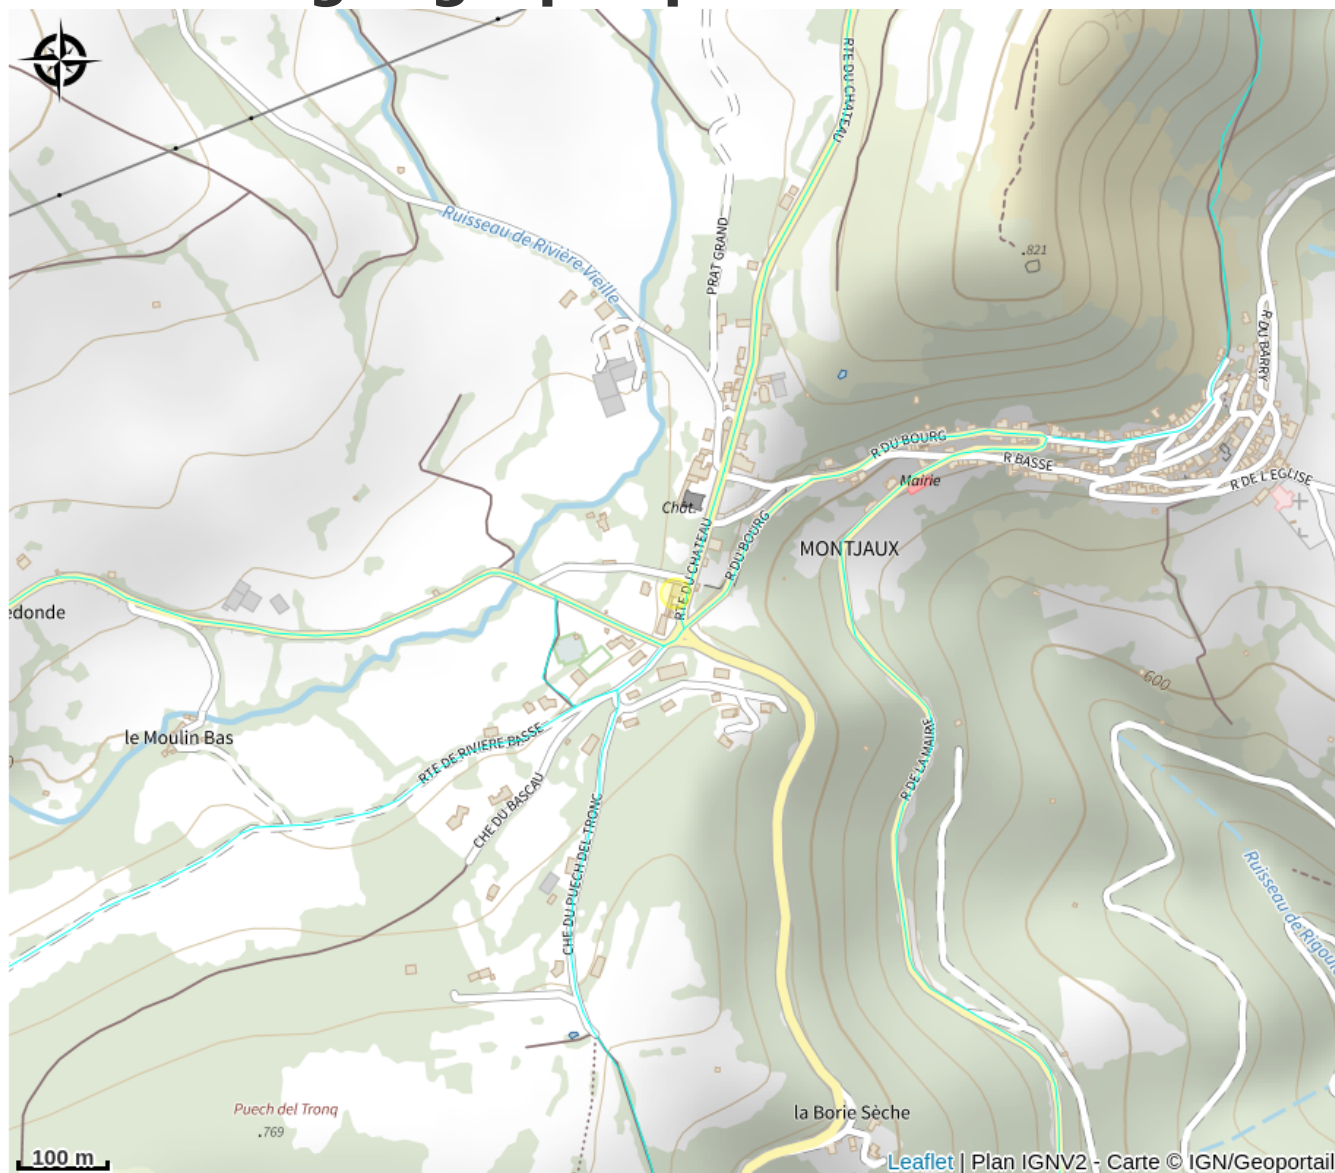 RTE DU CHATEAU
Ruisseau de Rivière Vieille
PRAT GRAND
.821
R DU BARRY
R DU BOURG
R BASSE
Mairie
R DE L EGLISE
Chât.
MONTJAUX
RTE DU CHATEAU
R DU BOURG
edonde
600
le Moulin Bas
RTE DE RIVIERE BASSE
R DE LA MAIRIE
CHE DU BASCAU
CHE DU PUECH DEL TRONC
Ruisseau de Rigoul
Puech del Tronq
.769
la Borie Sèche
100 m
Leaflet | Plan IGNV2 - Carte © IGN/Geoportail